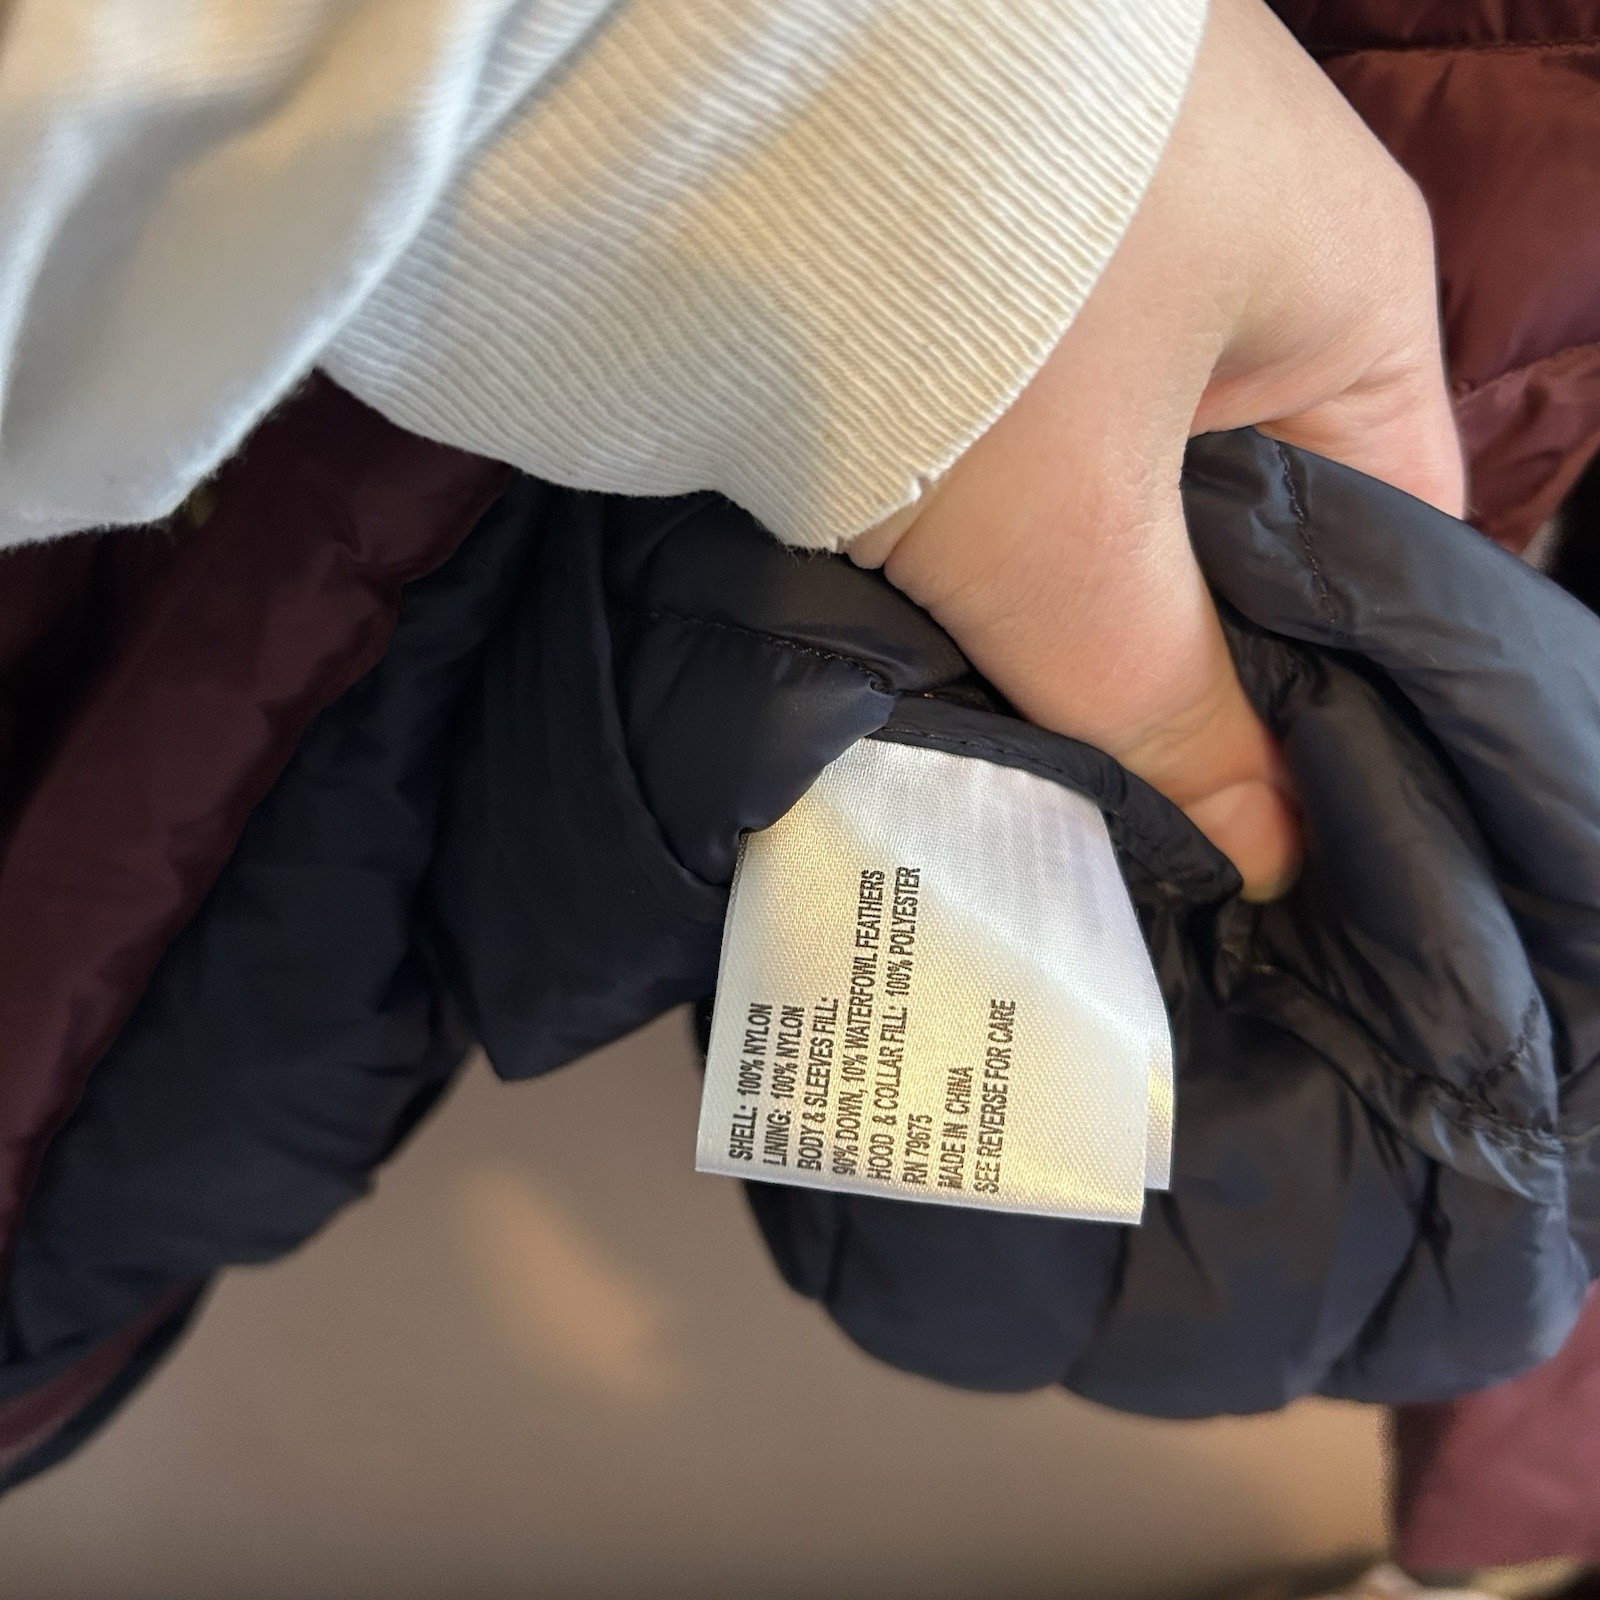 SHELL: 100% NYLON
LINING: 100% NYLON
BODY & SLEEVES FILL:
90% DOWN, 10% WATERFOWL FEATHERS
HOOD & COLLAR FILL: 100% POLYESTER
RN 79675
MADE IN CHINA
SEE REVERSE FOR CARE